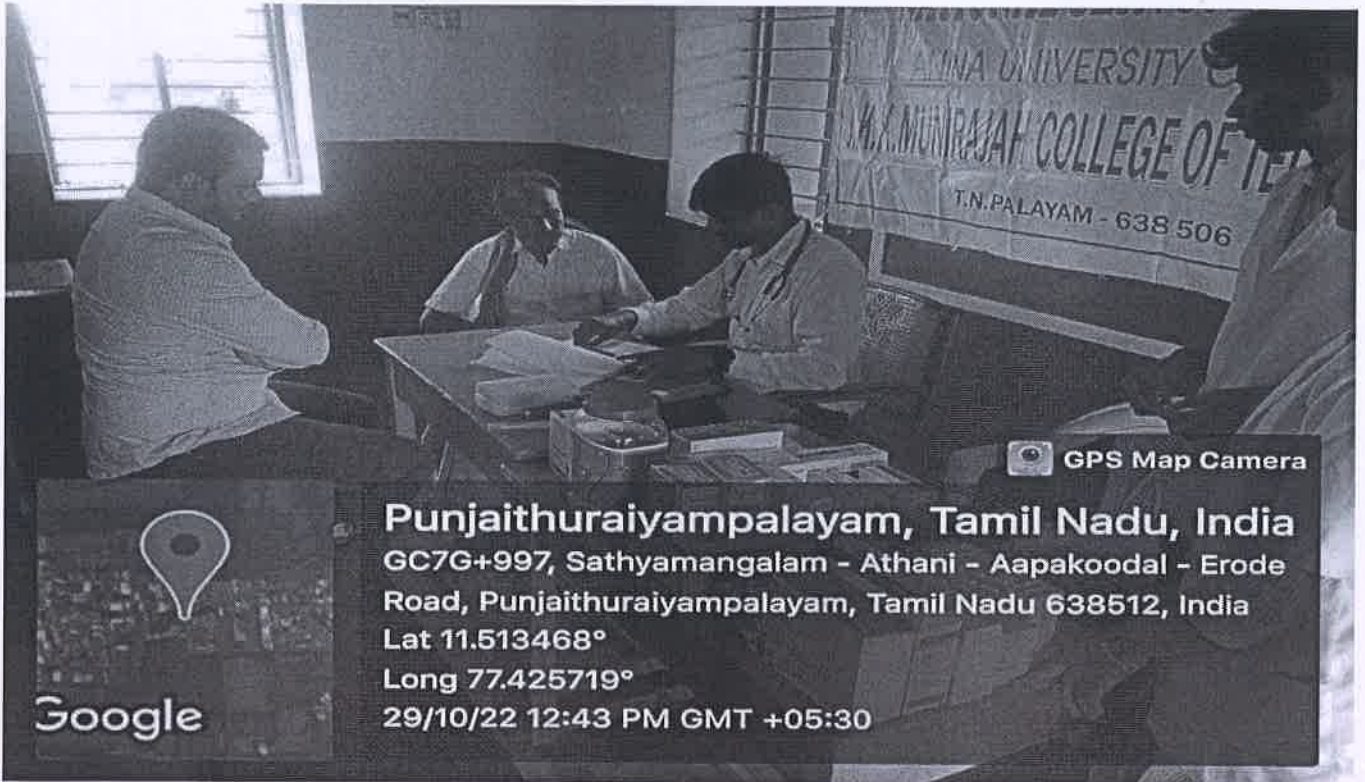 UNIVERSITY
MUNIRAJAH COLLEGE OF
T.N.PALAYAM - 638 506
GPS Map Camera
Punjaithuraiyampalayam, Tamil Nadu, India
GC7G+997, Sathyamangalam - Athani - Aapakoodal - Erode
Road, Punjaithuraiyampalayam, Tamil Nadu 638512, India
Lat 11.513468°
Long 77.425719°
29/10/22 12:43 PM GMT +05:30
Google